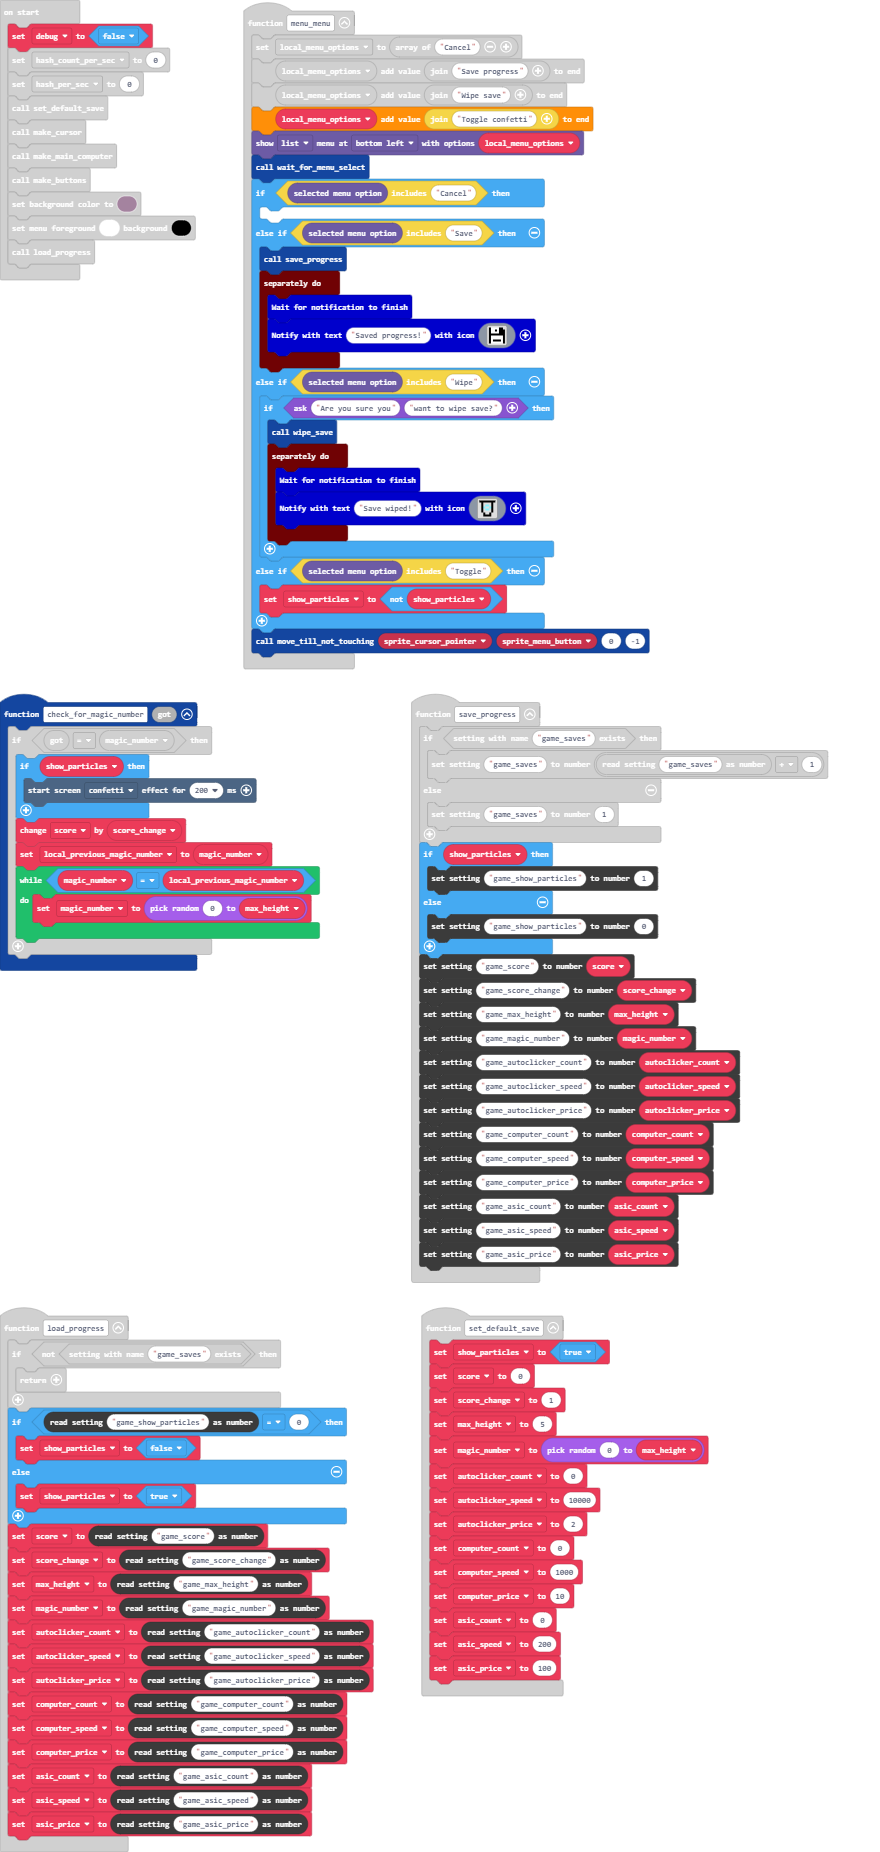 on start
set debug to false
set hash_count_per_sec to 0
set hash_per_sec to 0
call set_default_save
call make_cursor
call make_main_computer
call make_buttons
set background color to
set menu foreground background
call load_progress
function menu_menu
set local_menu_options to array of "Cancel"
local_menu_options add value join "Save progress" to end
local_menu_options add value join "Wipe save" to end
local_menu_options add value join "Toggle confetti" to end
show list menu at bottom left with options local_menu_options
call wait_for_menu_select
if selected menu option includes "Cancel" then
else if selected menu option includes "Save" then
call save_progress
separately do
Wait for notification to finish
Notify with text "Saved progress!" with icon
else if selected menu option includes "Wipe" then
if ask "Are you sure you" "want to wipe save?" then
call wipe_save
separately do
Wait for notification to finish
Notify with text "Save wiped!" with icon
else if selected menu option includes "Toggle" then
set show_particles to not show_particles
call move_till_not_touching sprite_cursor_pointer sprite_menu_button 0 -1
function check_for_magic_number got
if got = magic_number then
if show_particles then
start screen confetti effect for 200 ms
change score by score_change
set local_previous_magic_number to magic_number
while magic_number = local_previous_magic_number
do set magic_number to pick random 0 to max_height
function save_progress
if setting with name "game_saves" exists then
set setting "game_saves" to number read setting "game_saves" as number + 1
else
set setting "game_saves" to number 1
if show_particles then
set setting "game_show_particles" to number 1
else
set setting "game_show_particles" to number 0
set setting "game_score" to number score
set setting "game_score_change" to number score_change
set setting "game_max_height" to number max_height
set setting "game_magic_number" to number magic_number
set setting "game_autoclicker_count" to number autoclicker_count
set setting "game_autoclicker_speed" to number autoclicker_speed
set setting "game_autoclicker_price" to number autoclicker_price
set setting "game_computer_count" to number computer_count
set setting "game_computer_speed" to number computer_speed
set setting "game_computer_price" to number computer_price
set setting "game_asic_count" to number asic_count
set setting "game_asic_speed" to number asic_speed
set setting "game_asic_price" to number asic_price
function load_progress
if not setting with name "game_saves" exists then
return
if read setting "game_show_particles" as number = 0 then
set show_particles to false
else
set show_particles to true
set score to read setting "game_score" as number
set score_change to read setting "game_score_change" as number
set max_height to read setting "game_max_height" as number
set magic_number to read setting "game_magic_number" as number
set autoclicker_count to read setting "game_autoclicker_count" as number
set autoclicker_speed to read setting "game_autoclicker_speed" as number
set autoclicker_price to read setting "game_autoclicker_price" as number
set computer_count to read setting "game_computer_count" as number
set computer_speed to read setting "game_computer_speed" as number
set computer_price to read setting "game_computer_price" as number
set asic_count to read setting "game_asic_count" as number
set asic_speed to read setting "game_asic_speed" as number
set asic_price to read setting "game_asic_price" as number
function set_default_save
set show_particles to true
set score to 0
set score_change to 1
set max_height to 5
set magic_number to pick random 0 to max_height
set autoclicker_count to 0
set autoclicker_speed to 10000
set autoclicker_price to 2
set computer_count to 0
set computer_speed to 1000
set computer_price to 10
set asic_count to 0
set asic_speed to 200
set asic_price to 100